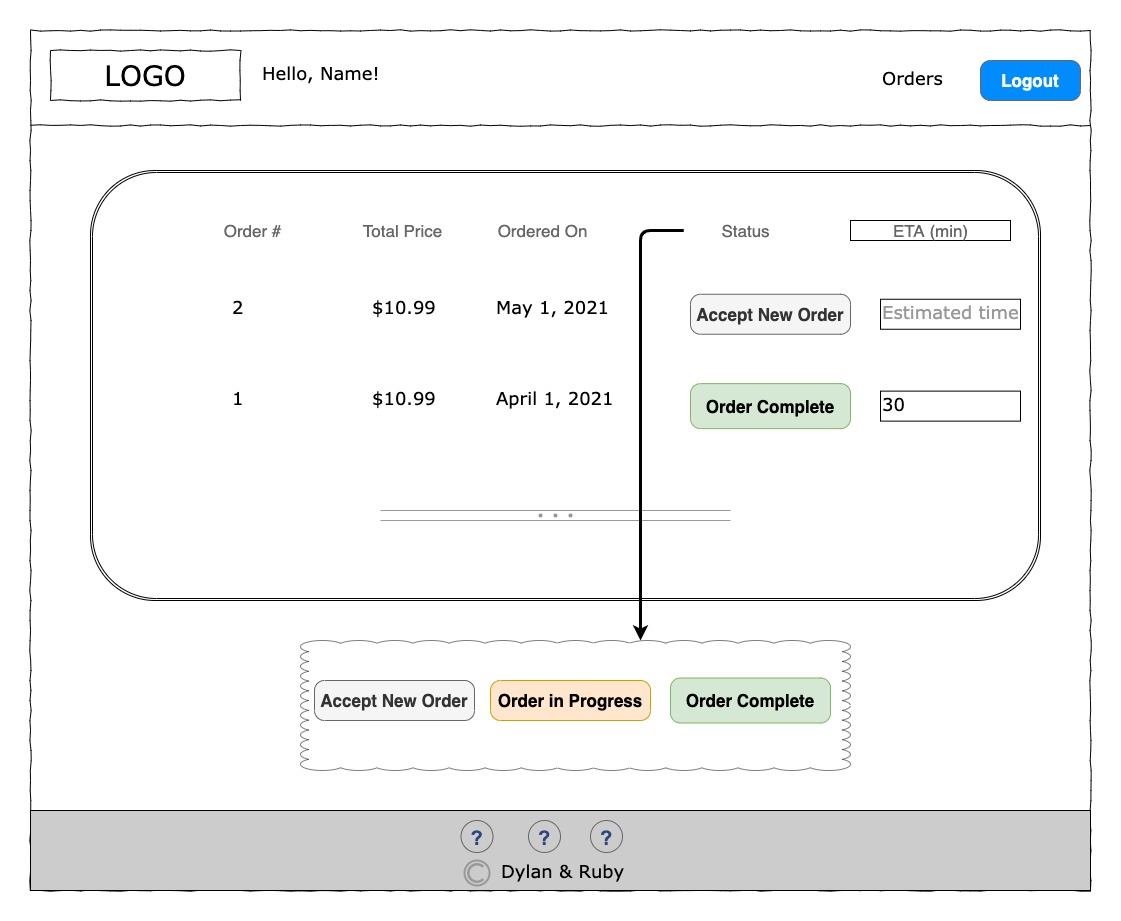 LOGO Hello, Name! Orders Logout
Order # Total Price Ordered On Status ETA (min)
2 $10.99 May 1, 2021 Accept New Order Estimated time
1 $10.99 April 1, 2021 Order Complete 30
Accept New Order Order in Progress Order Complete
? ? ?
© Dylan & Ruby